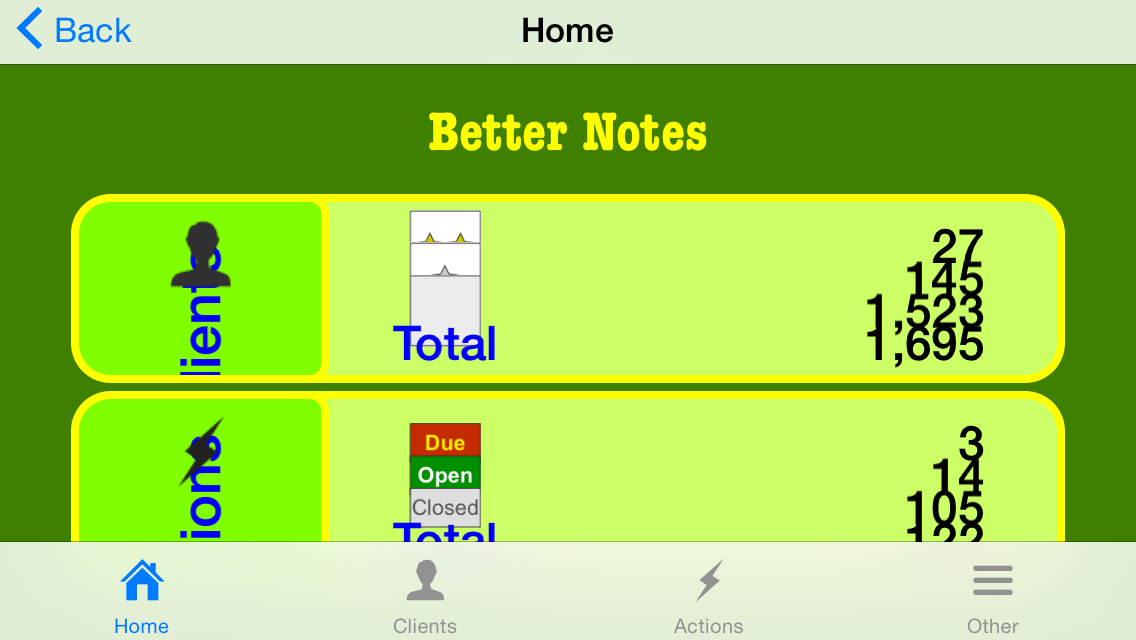 Back
Home
Better Notes
lients
27
145
1,523
Total 1,695
ions
Due 3
Open 14
Closed 105
Total 122
Home Clients Actions Other